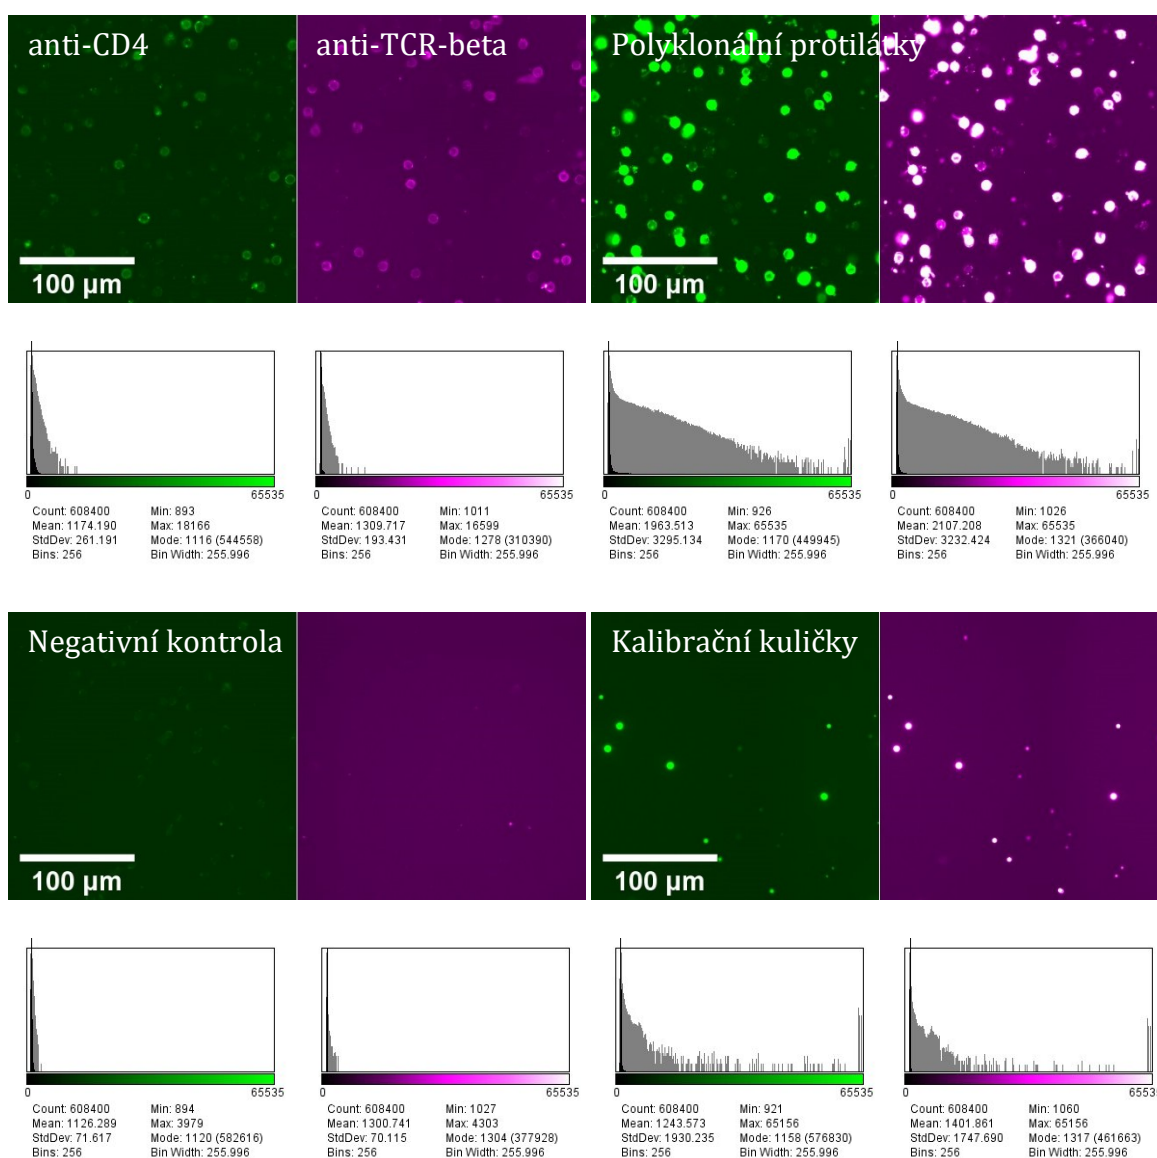 anti-CD4 anti-TCR-beta Polyklonální protilátky
100 µm 100 µm
0 65535 0 65535 0 65535 0 65535
Count: 608400 Min: 893 Count: 608400 Min: 1011 Count: 608400 Min: 926 Count: 608400 Min: 1026
Mean: 1174.190 Max: 18166 Mean: 1309.717 Max: 16599 Mean: 1963.513 Max: 65535 Mean: 2107.208 Max: 65535
StdDev: 261.191 Mode: 1116 (544558) StdDev: 193.431 Mode: 1278 (310390) StdDev: 3295.134 Mode: 1170 (449945) StdDev: 3232.424 Mode: 1321 (366040)
Bins: 256 Bin Width: 255.996 Bins: 256 Bin Width: 255.996 Bins: 256 Bin Width: 255.996 Bins: 256 Bin Width: 255.996
Negativní kontrola Kalibrační kuličky
100 µm 100 µm
0 65535 0 65535 0 65535 0 6553
Count: 608400 Min: 894 Count: 608400 Min: 1027 Count: 608400 Min: 921 Count: 608400 Min: 1060
Mean: 1126.289 Max: 3979 Mean: 1300.741 Max: 4303 Mean: 1243.573 Max: 65156 Mean: 1401.861 Max: 65156
StdDev: 71.617 Mode: 1120 (582616) StdDev: 70.115 Mode: 1304 (377928) StdDev: 1930.235 Mode: 1158 (576830) StdDev: 1747.690 Mode: 1317 (461663)
Bins: 256 Bin Width: 255.996 Bins: 256 Bin Width: 255.996 Bins: 256 Bin Width: 255.996 Bins: 256 Bin Width: 255.996